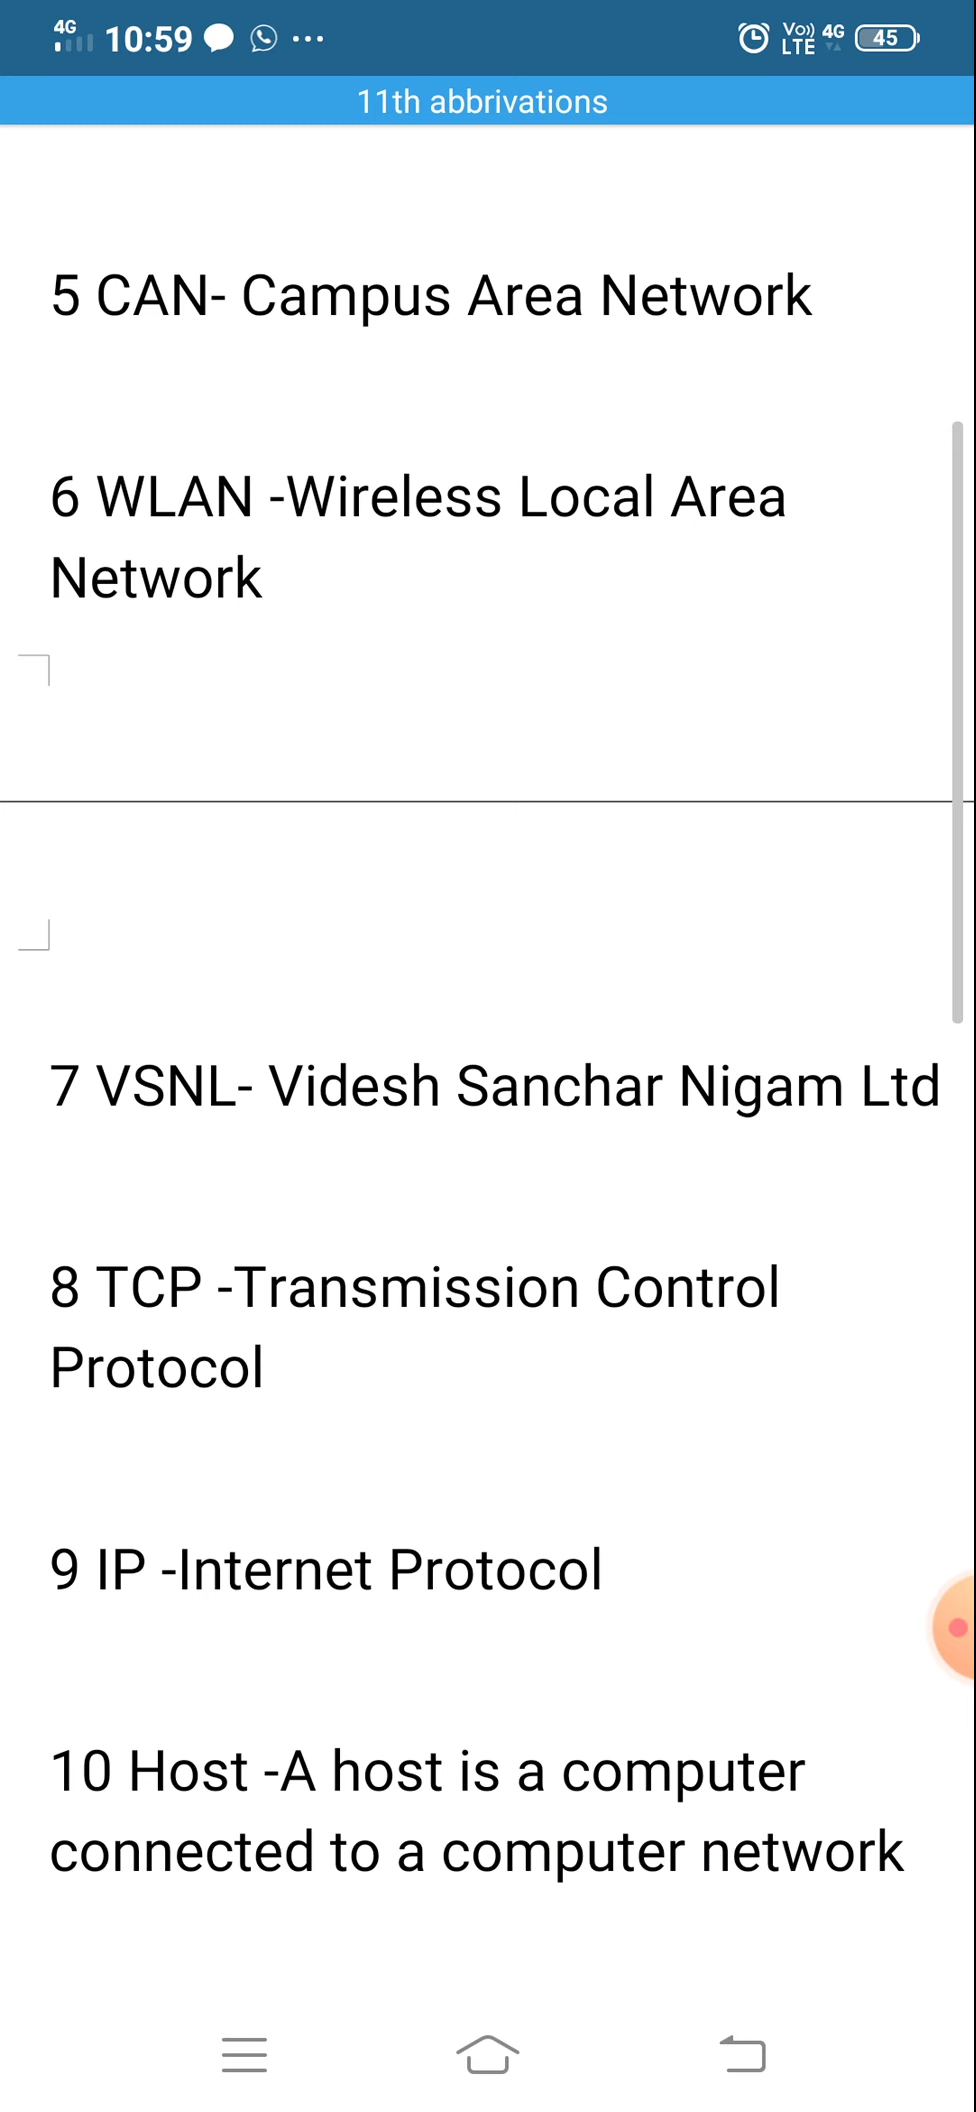 4G 10:59 ... Vo)) LTE 4G 45
11th abbrivations
5 CAN- Campus Area Network
6 WLAN -Wireless Local Area
Network
7 VSNL- Videsh Sanchar Nigam Ltd
8 TCP -Transmission Control
Protocol
9 IP -Internet Protocol
10 Host -A host is a computer
connected to a computer network